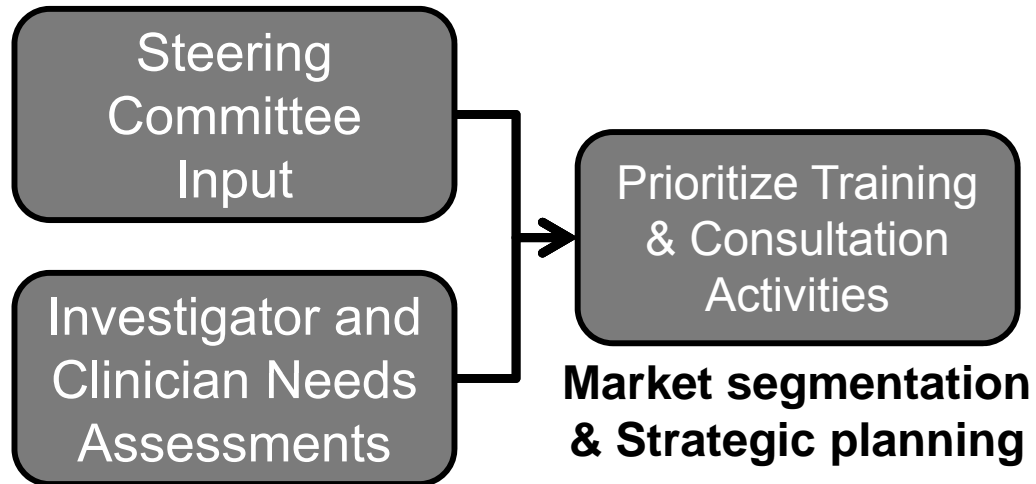 Steering
Committee
Input
Investigator and
Clinician Needs
Assessments
Prioritize Training
& Consultation
Activities
Market segmentation
& Strategic planning